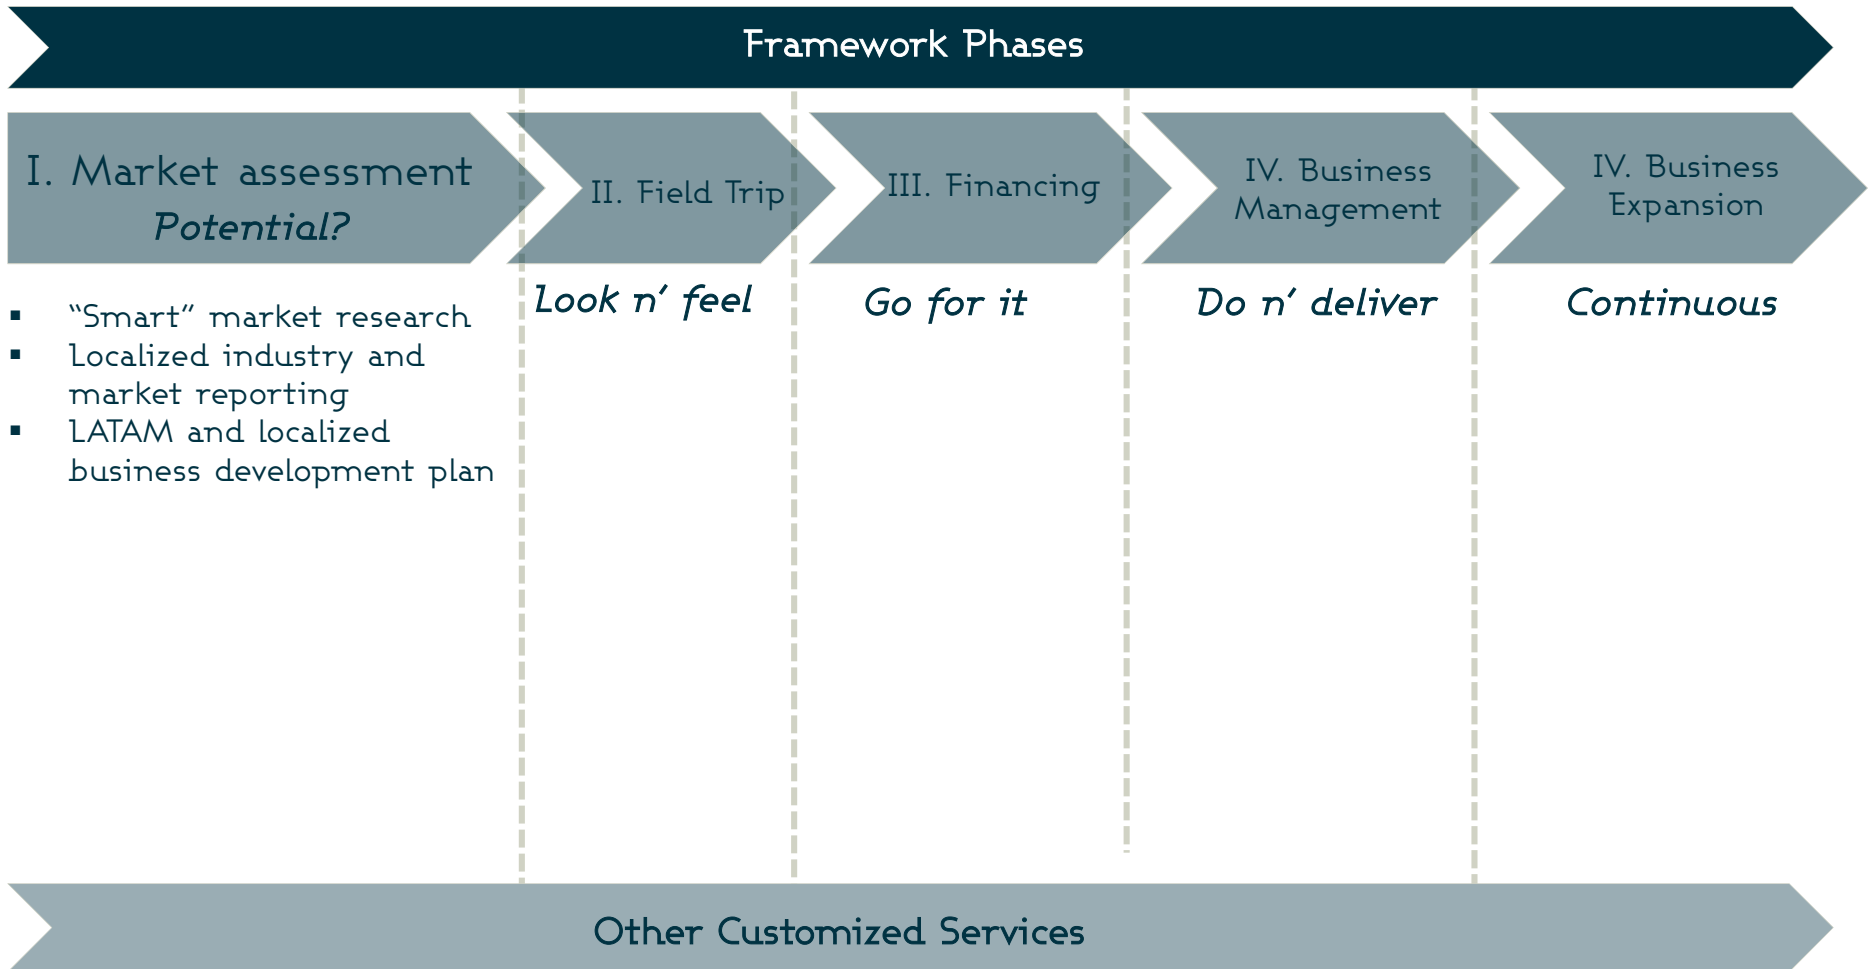 Framework Phases
I. Market assessment
Potential?
II. Field Trip
III. Financing
IV. Business
Management
IV. Business
Expansion
Look n’ feel
Go for it
Do n’ deliver
Continuous
▪ “Smart” market research
▪ Localized industry and
market reporting
▪ LATAM and localized
business development plan
Other Customized Services